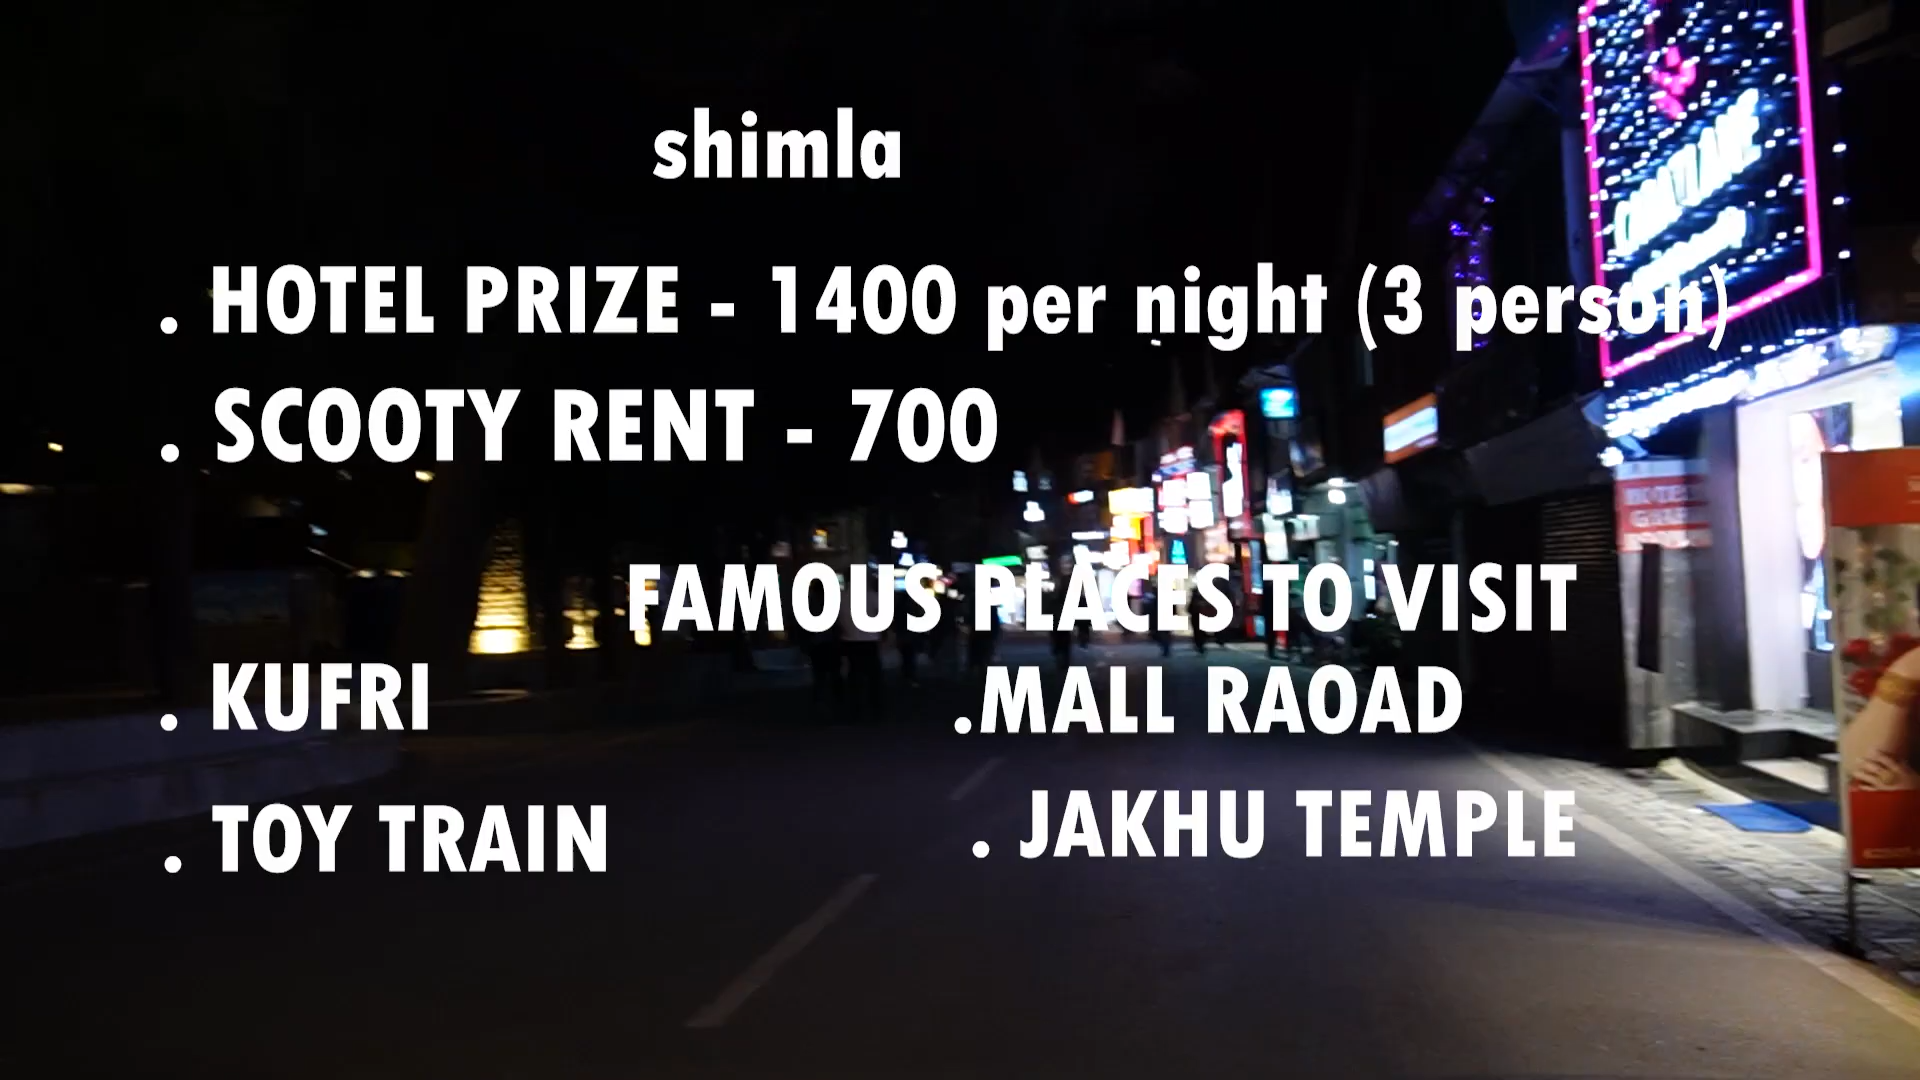 shimla
. HOTEL PRIZE - 1400 per night (3 person)
. SCOOTY RENT - 700
FAMOUS PLACES TO VISIT
. KUFRI
.MALL RAOAD
. TOY TRAIN
. JAKHU TEMPLE